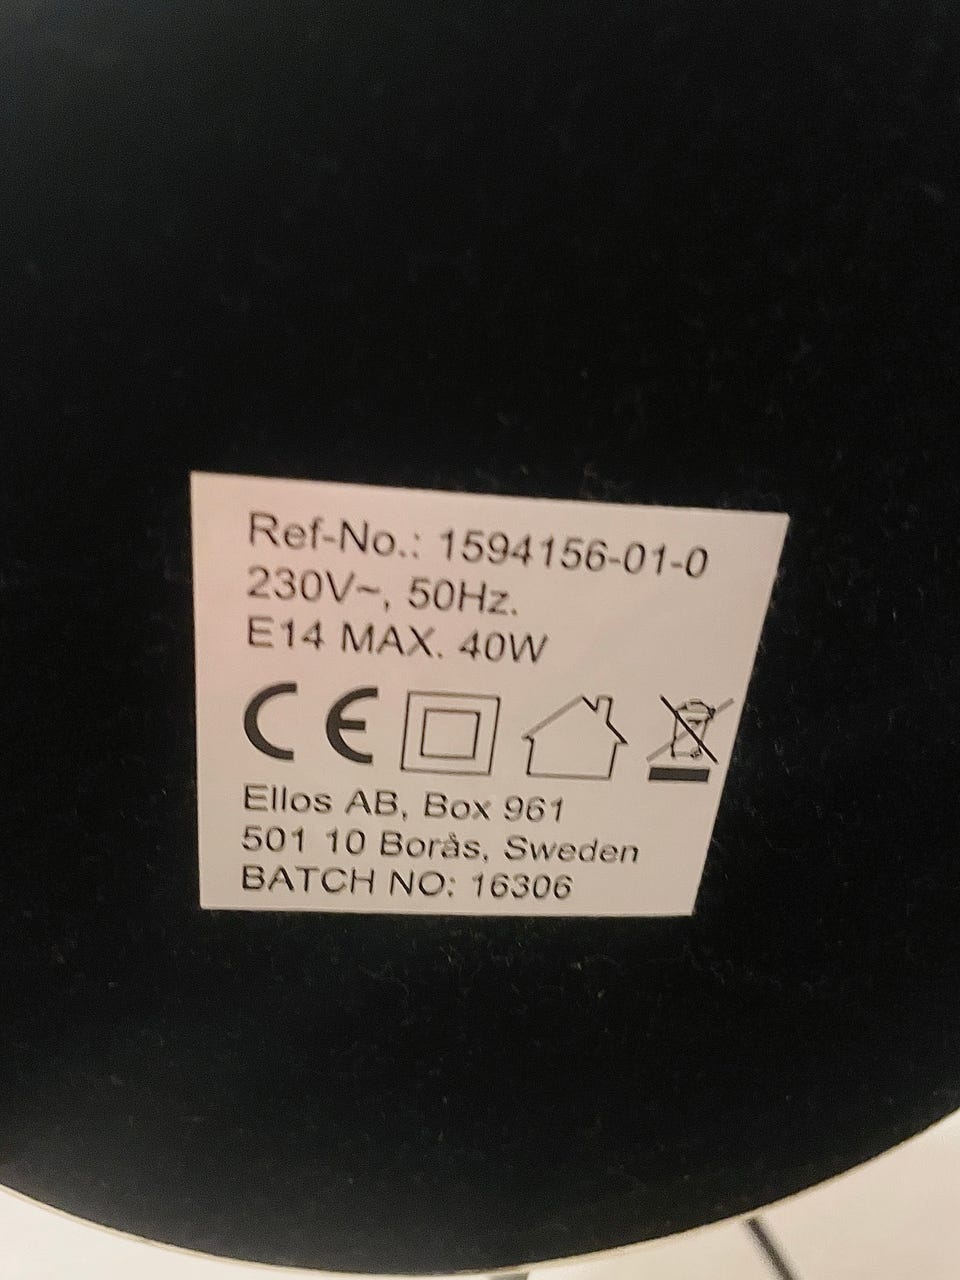 Ref-No.: 1594156-01-0
230V~, 50Hz.
E14 MAX. 40W
CE
Ellos AB, Box 961
501 10 Borås, Sweden
BATCH NO: 16306